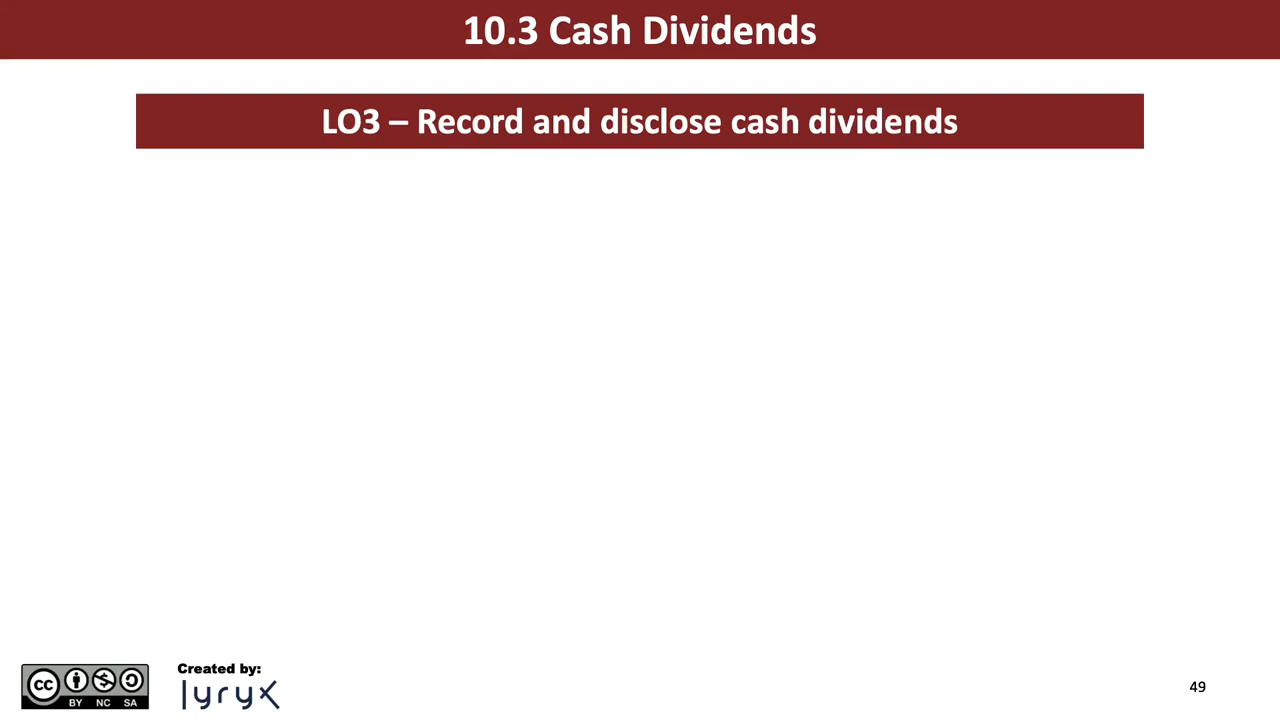 10.3 Cash Dividends
LO3 – Record and disclose cash dividends
Created by:
lyryx
cc
BY NC SA
49